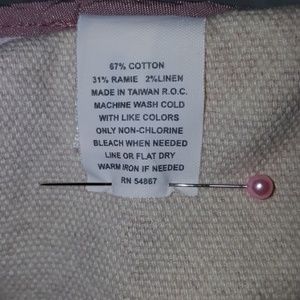 67% COTTON
31% RAMIE 2% LINEN
MADE IN TAIWAN R.O.C.
MACHINE WASH COLD
WITH LIKE COLORS
ONLY NON-CHLORINE
BLEACH WHEN NEEDED
LINE OR FLAT DRY
WARM IRON IF NEEDED
RN 54867